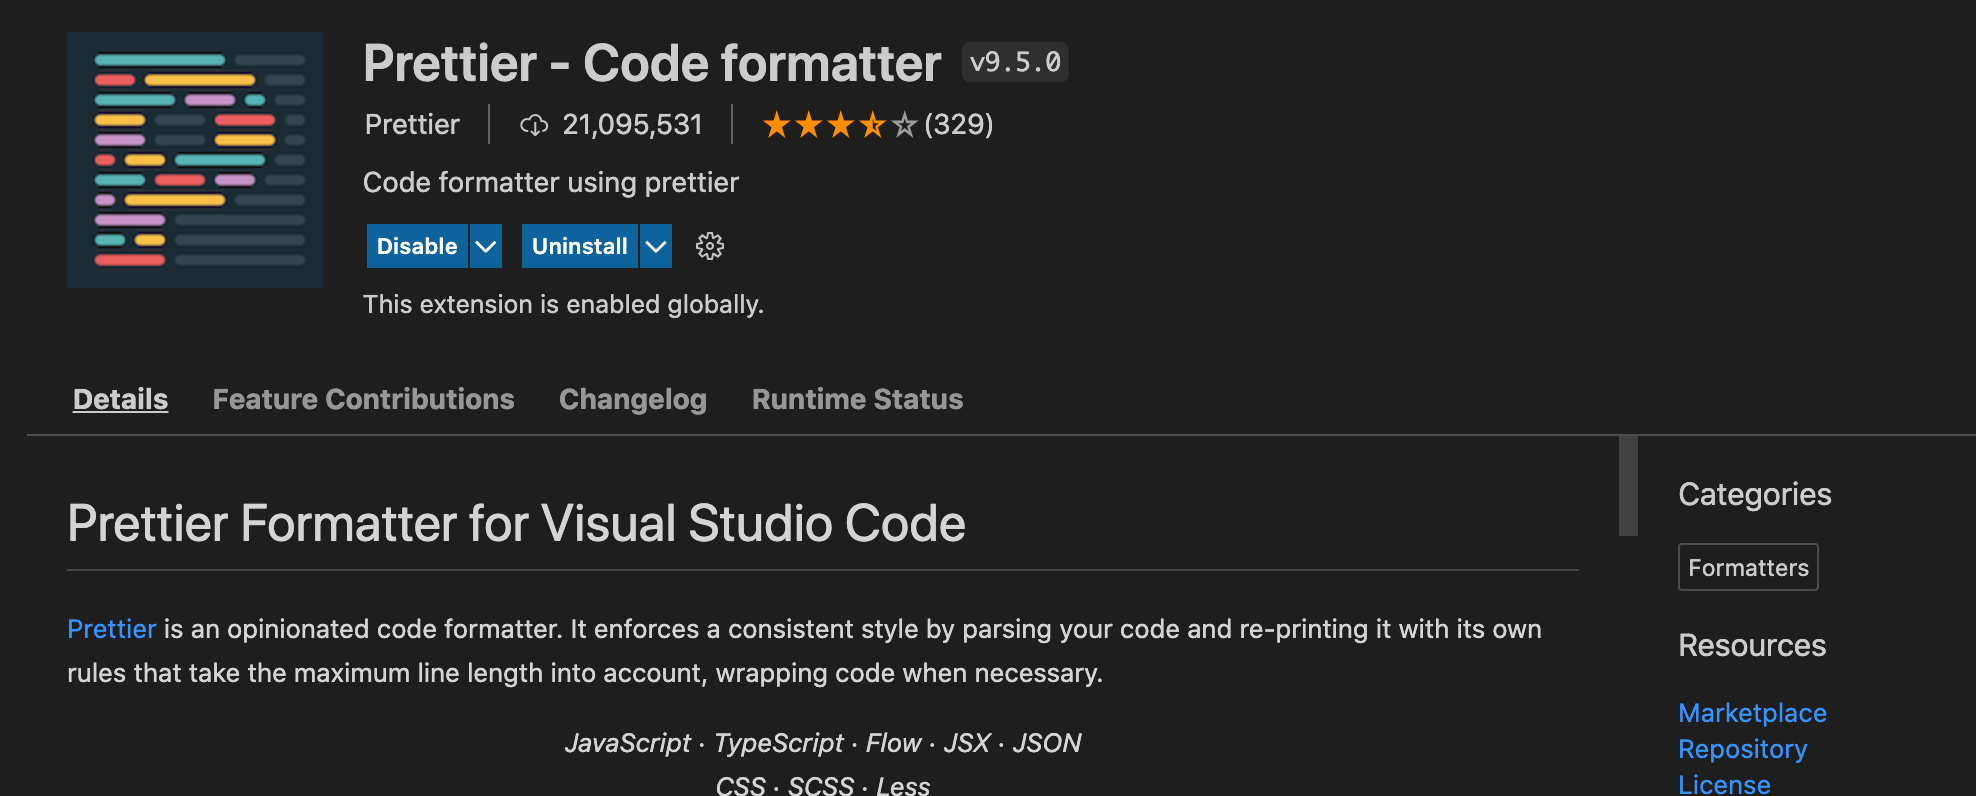 Prettier - Code formatter v9.5.0
Prettier 21,095,531 (329)
Code formatter using prettier
Disable Uninstall
This extension is enabled globally.
Details Feature Contributions Changelog Runtime Status
Prettier Formatter for Visual Studio Code
Prettier is an opinionated code formatter. It enforces a consistent style by parsing your code and re-printing it with its own
rules that take the maximum line length into account, wrapping code when necessary.
JavaScript · TypeScript · Flow · JSX · JSON
CSS · SCSS · Less
Categories
Formatters
Resources
Marketplace
Repository
License